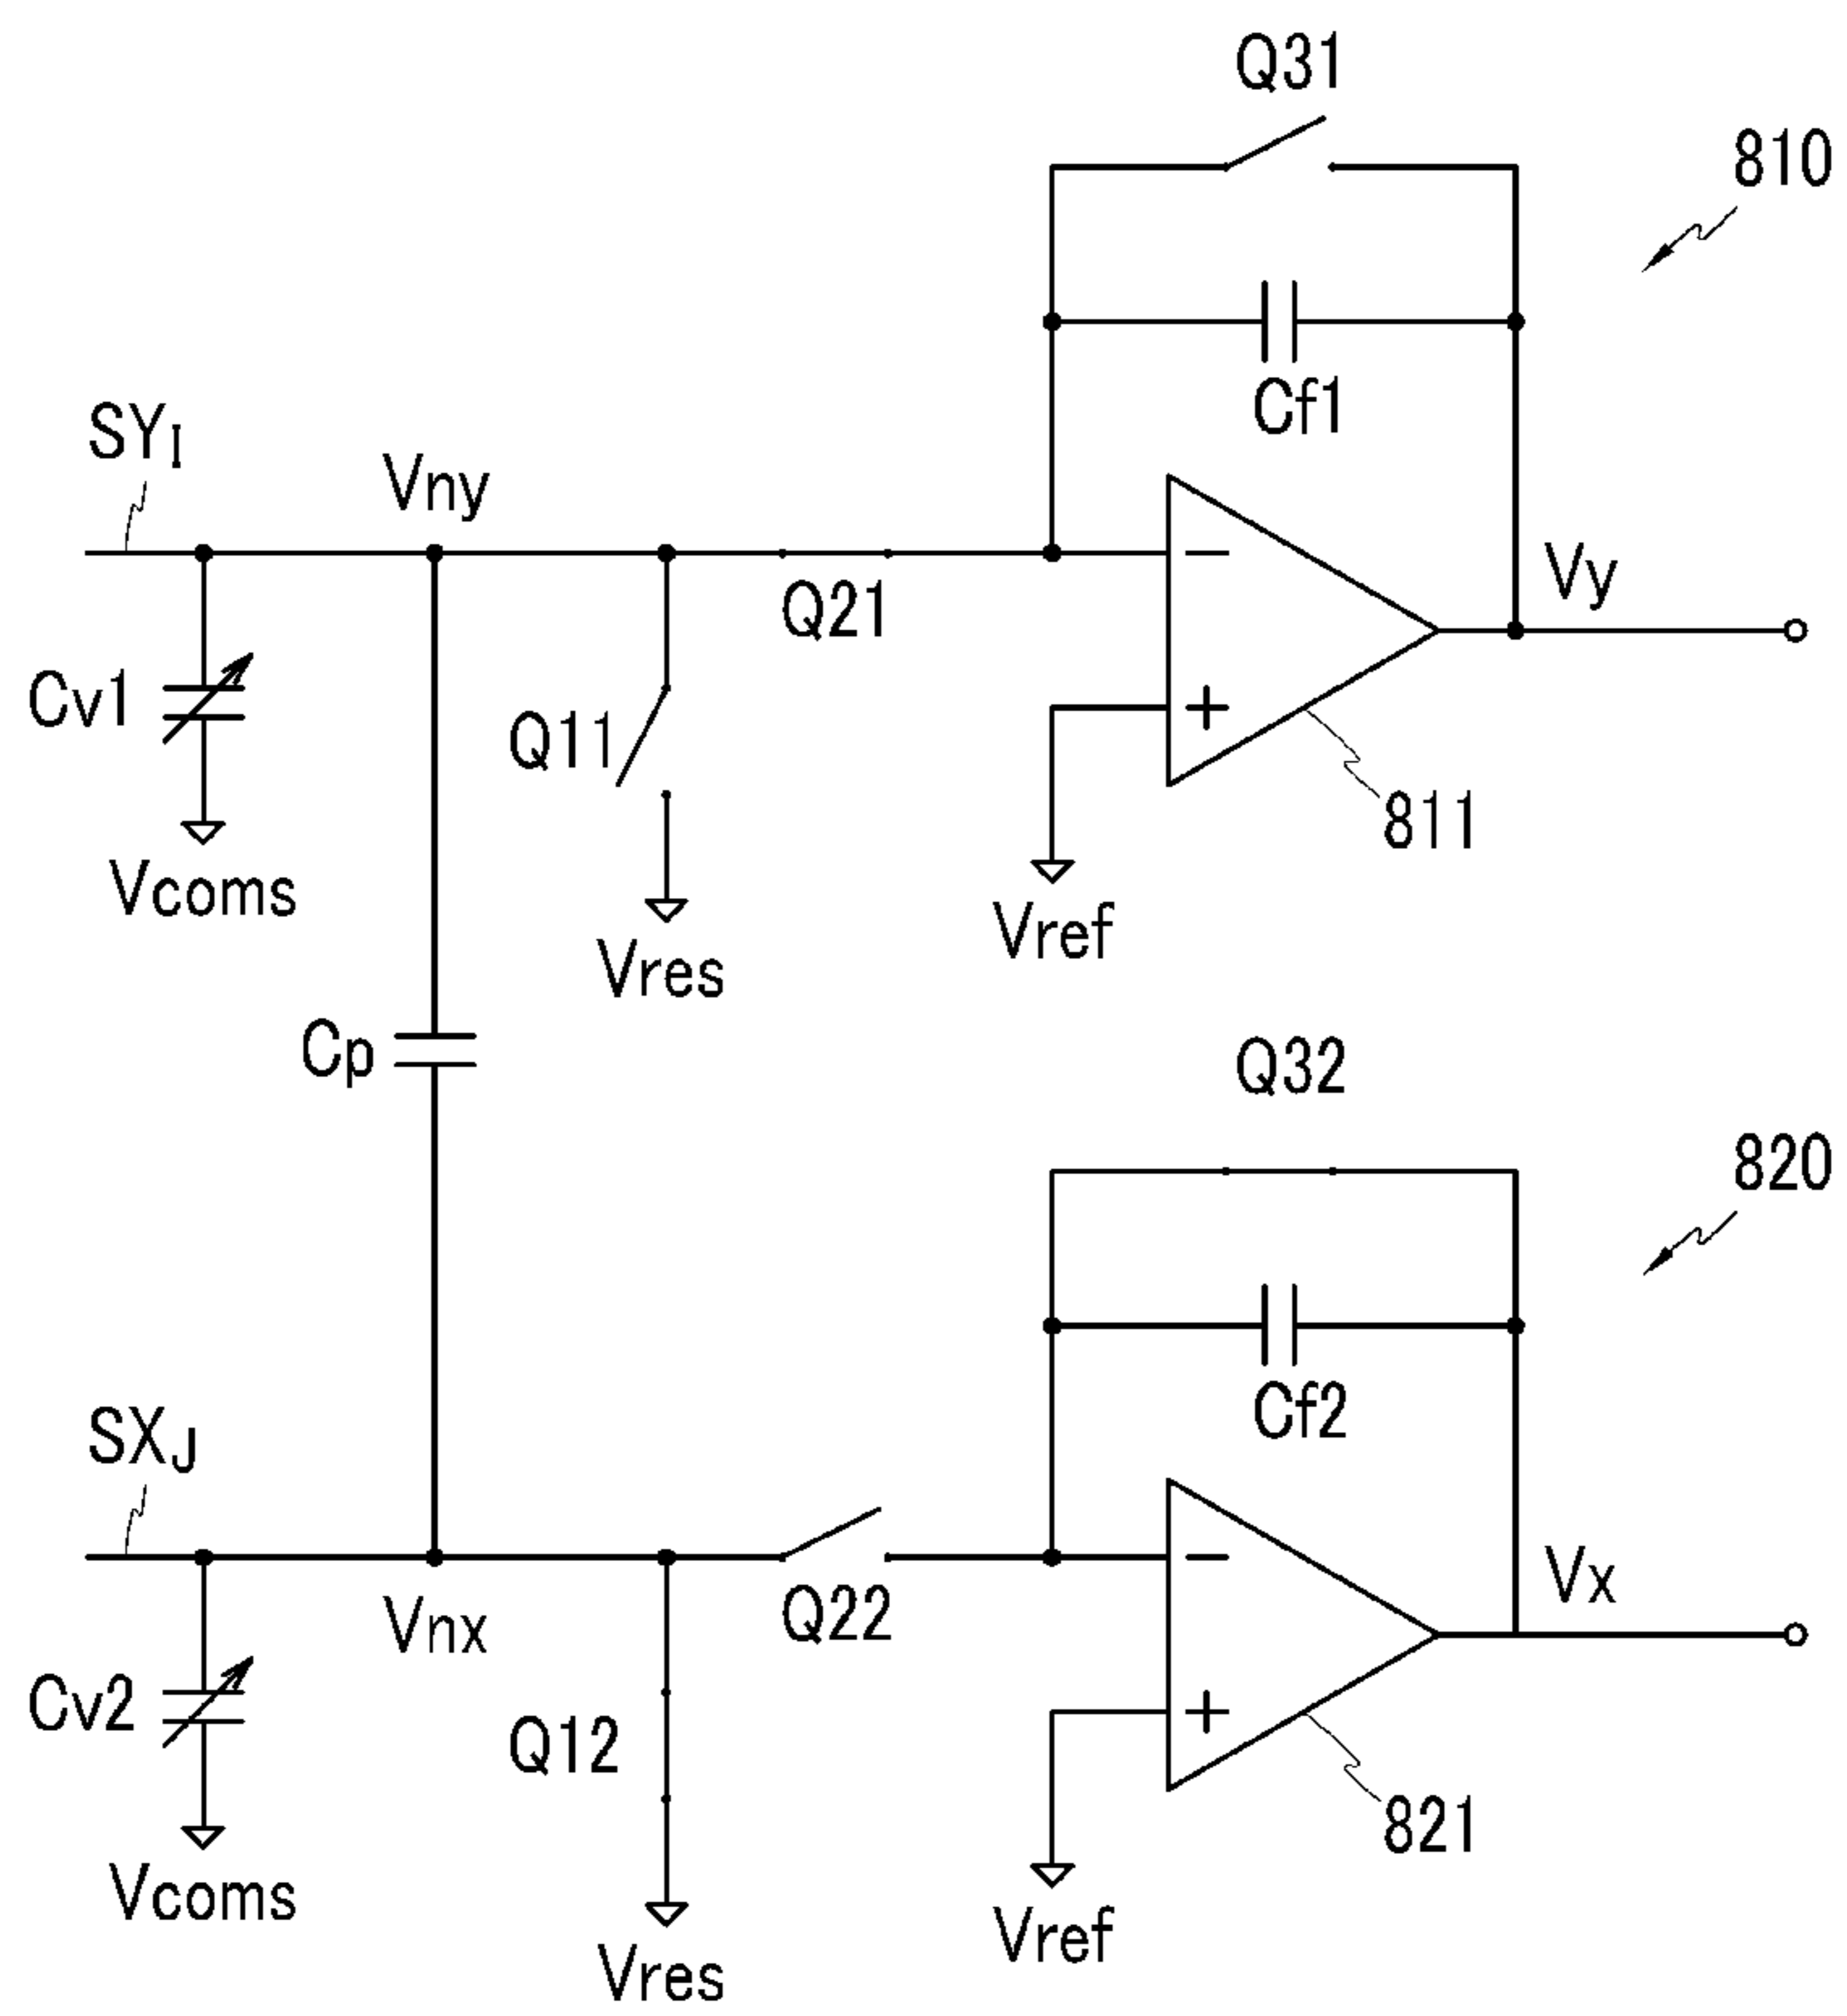 Q31
810
Cf1
SYI
Vny
Q21
Vy
Cv1
Q11
−
+
811
Vcoms
Vres
Vref
Cp
Q32
820
Cf2
SXJ
Vnx
Q22
Vx
Cv2
Q12
−
+
821
Vcoms
Vres
Vref